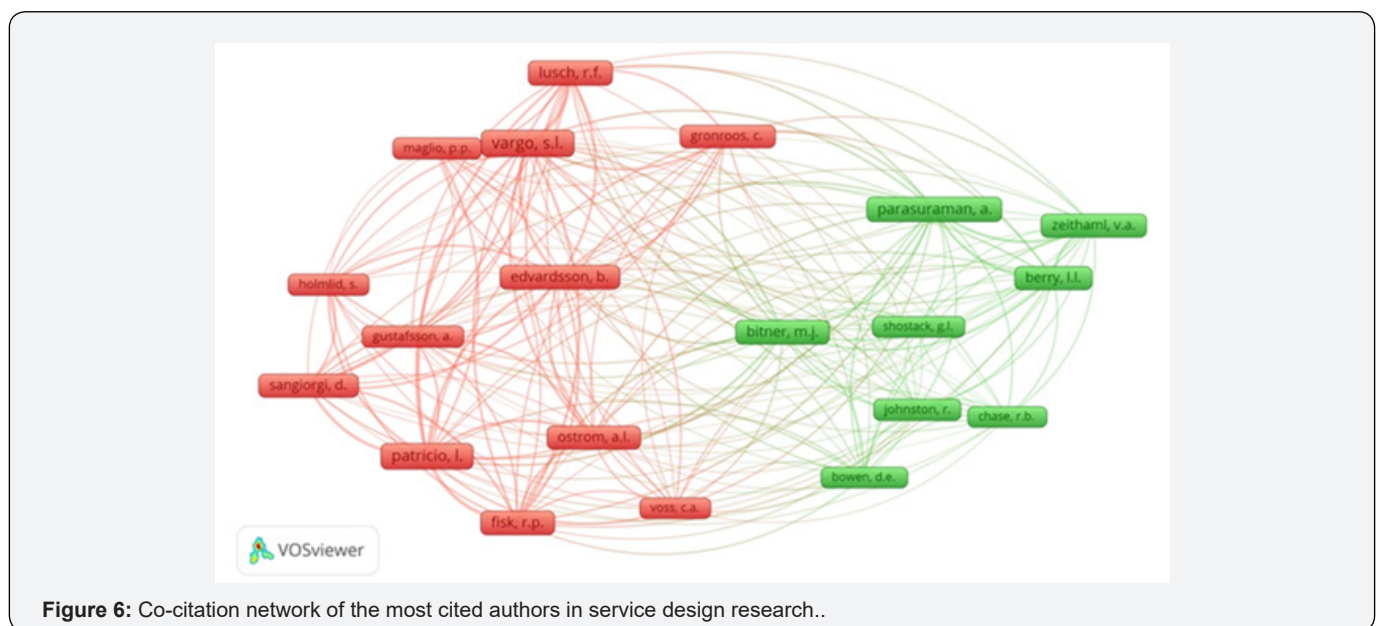 lusch, r.f.
gronroos, c.
vargo, s.l.
maglio, p.p.
parasuraman, a.
zeithaml, v.a.
edvardsson, b.
berry, l.l.
holmlid, s.
shostack, g.l.
bitner, m.j.
gustafsson, a.
sangiorgi, d.
johnston, r.
chase, r.b.
ostrom, a.l.
patricio, l.
bowen, d.e.
voss, c.a.
fisk, r.p.
VOSviewer
Figure 6: Co-citation network of the most cited authors in service design research..